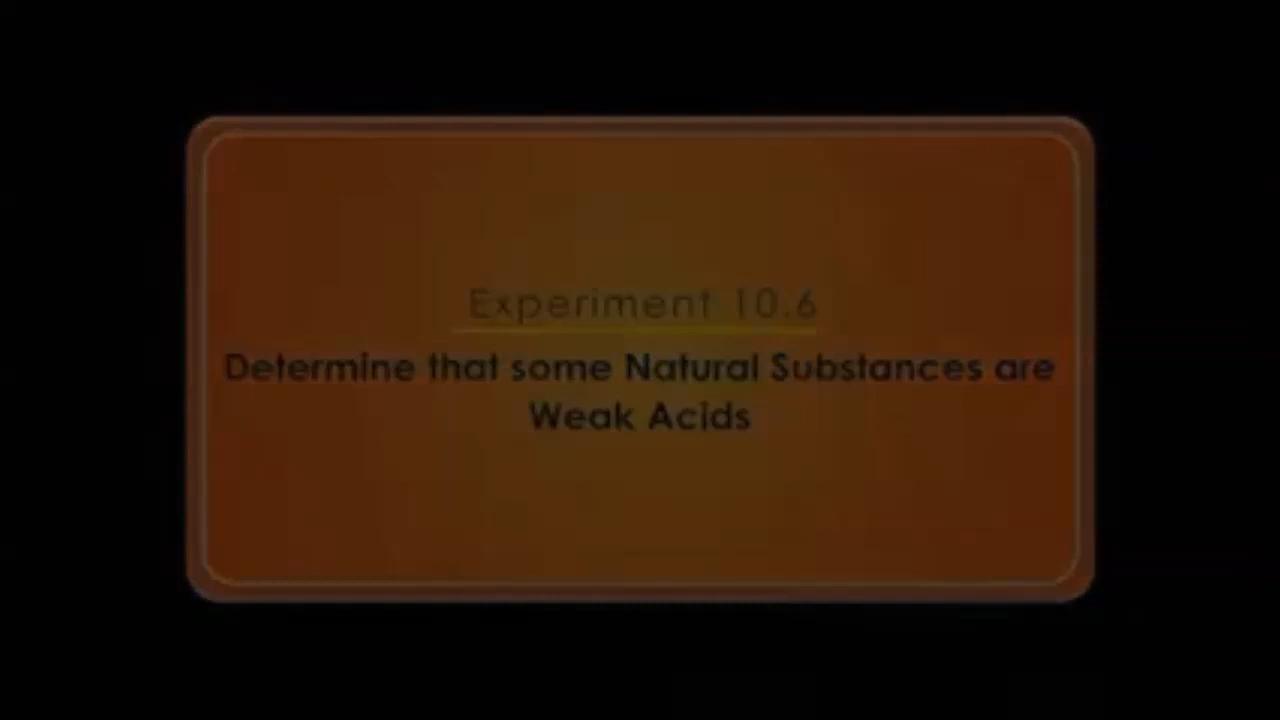 Experiment 10.6
Determine that some Natural Substances are
Weak Acids